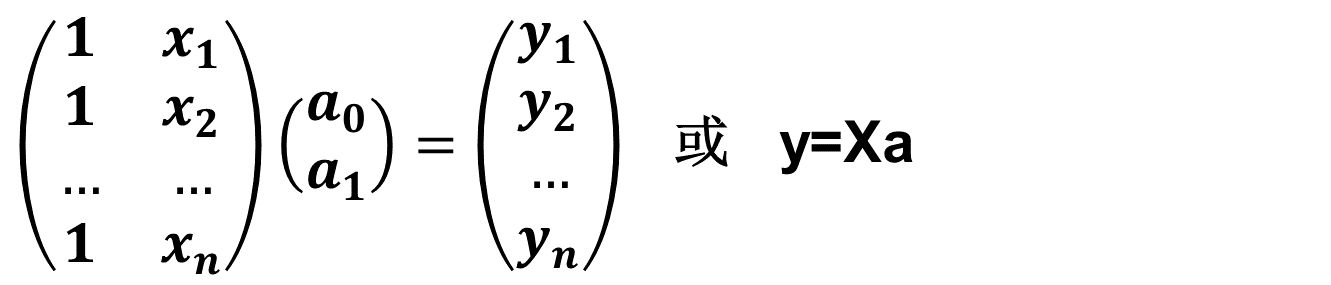 1 x₁ y₁
1 x₂ a₀ y₂
( ) ( ) = ( ) 或 y=Xa
... ... a₁ ...
1 xₙ yₙ